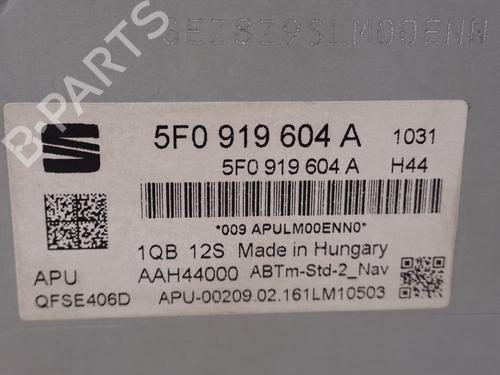 SEZ8Z9SLM00ENN
B-PARTS
5F0 919 604 A 1031
5F0 919 604 A H44
*009 APULM00ENN0*
1QB 12S Made in Hungary
APU AAH44000 ABTm-Std-2_Nav
QFSE406D APU-00209.02.161LM10503